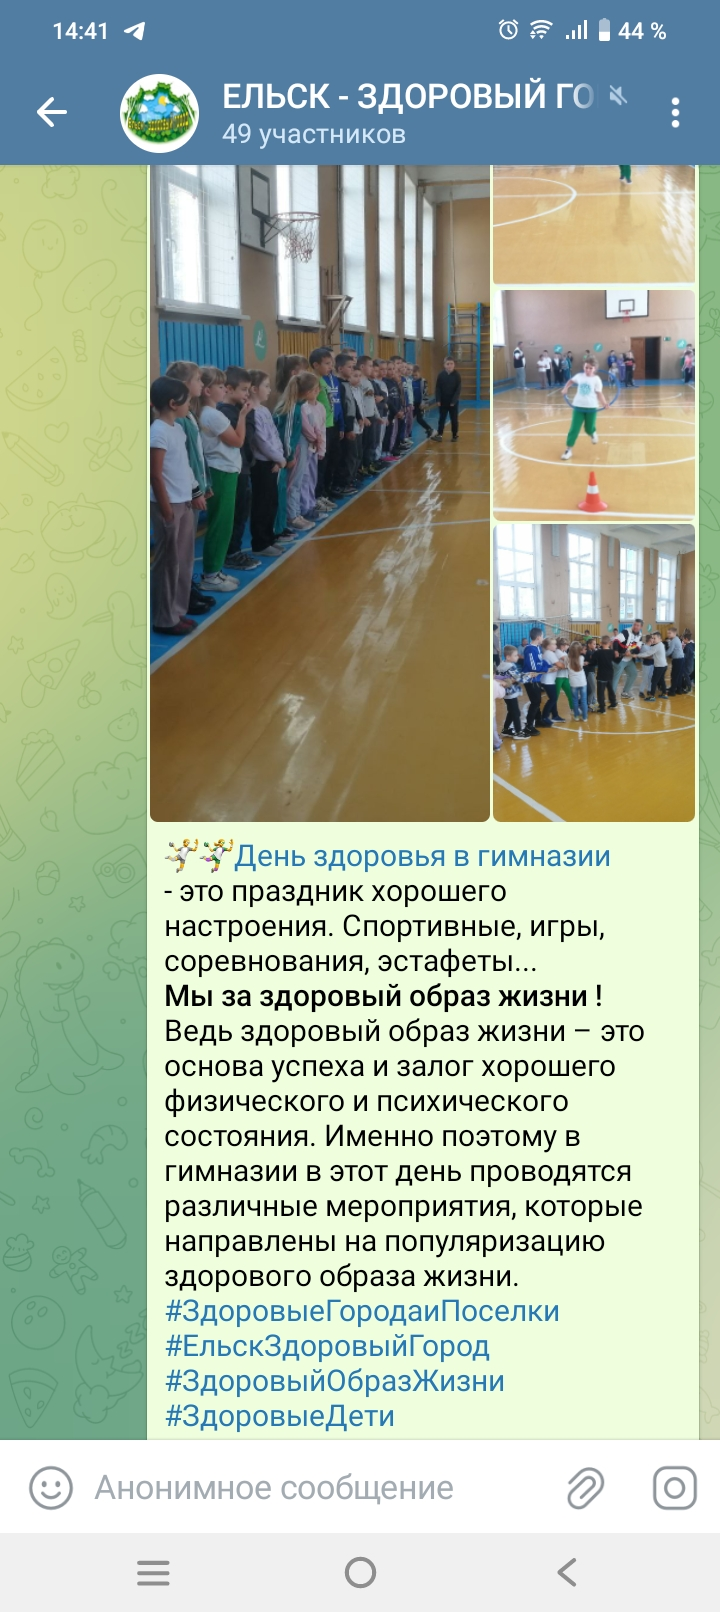 14:41
44 %
ЕЛЬСК - ЗДОРОВЫЙ ГО
49 участников
День здоровья в гимназии
- это праздник хорошего
настроения. Спортивные, игры,
соревнования, эстафеты...
Мы за здоровый образ жизни !
Ведь здоровый образ жизни – это
основа успеха и залог хорошего
физического и психического
состояния. Именно поэтому в
гимназии в этот день проводятся
различные мероприятия, которые
направлены на популяризацию
здорового образа жизни.
#ЗдоровыеГородаиПоселки
#ЕльскЗдоровыйГород
#ЗдоровыйОбразЖизни
#ЗдоровыеДети
Анонимное сообщение